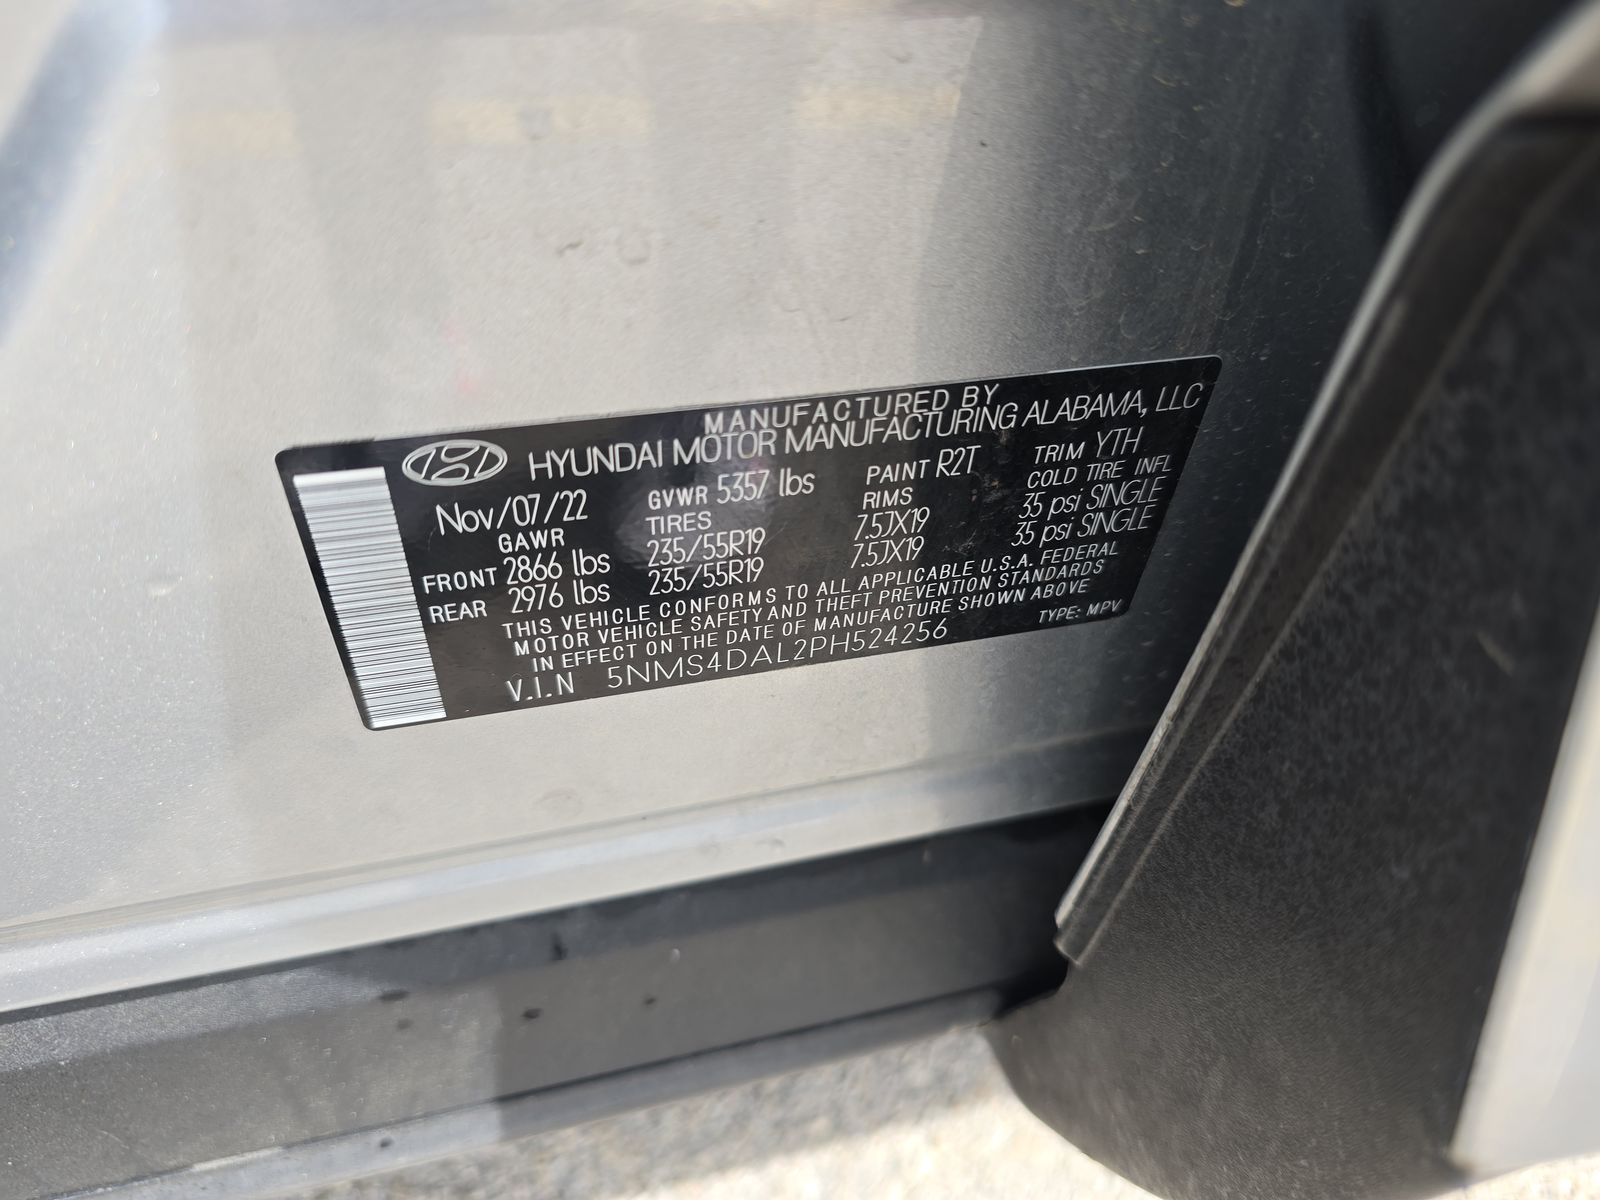 MANUFACTURED BY
HYUNDAI MOTOR MANUFACTURING ALABAMA, LLC
Nov/07/22 GVWR 5357 lbs PAINT R2T TRIM YTH
GAWR TIRES RIMS COLD TIRE INFL
FRONT 2866 lbs 235/55R19 7.5JX19 35 psi SINGLE
REAR 2976 lbs 235/55R19 7.5JX19 35 psi SINGLE
THIS VEHICLE CONFORMS TO ALL APPLICABLE U.S.A. FEDERAL
MOTOR VEHICLE SAFETY AND THEFT PREVENTION STANDARDS
IN EFFECT ON THE DATE OF MANUFACTURE SHOWN ABOVE
V.I.N 5NMS4DAL2PH524256 TYPE: MPV